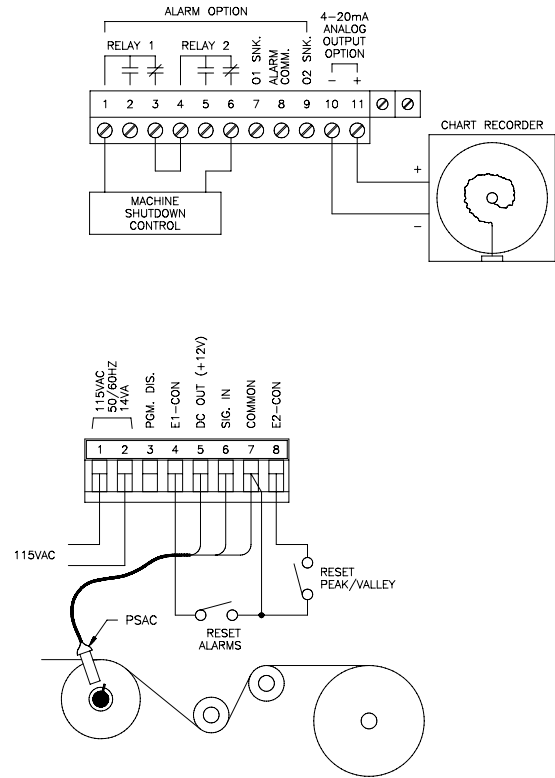 ALARM OPTION
4-20mA
ANALOG
OUTPUT
OPTION
RELAY 1
RELAY 2
O1 SNK.
ALARM
COMM.
O2 SNK.
- +
1 2 3 4 5 6 7 8 9 10 11
CHART RECORDER
+
-
MACHINE
SHUTDOWN
CONTROL
115VAC
50/60HZ
14VA
PGM. DIS.
E1-CON
DC OUT (+12V)
SIG. IN
COMMON
E2-CON
1 2 3 4 5 6 7 8
115VAC
RESET
PEAK/VALLEY
PSAC
RESET
ALARMS